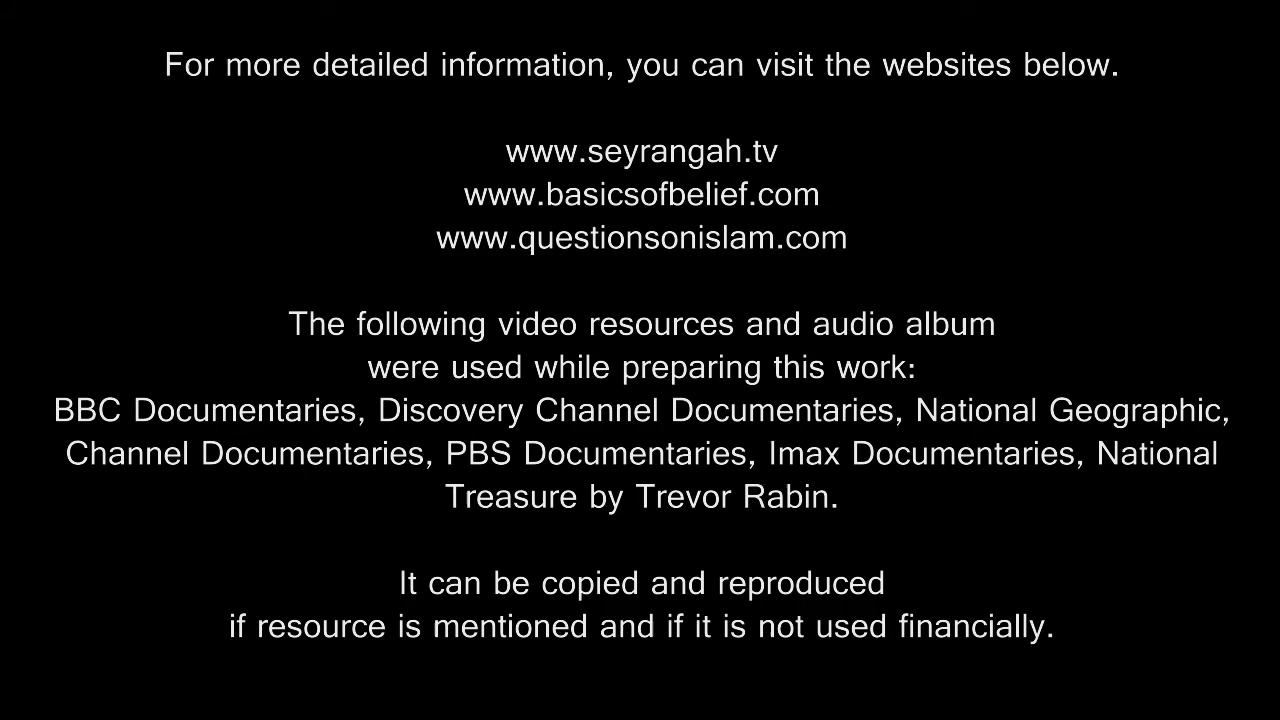 For more detailed information, you can visit the websites below.
www.seyrangah.tv
www.basicsofbelief.com
www.questionsonislam.com
The following video resources and audio album
were used while preparing this work:
BBC Documentaries, Discovery Channel Documentaries, National Geographic,
Channel Documentaries, PBS Documentaries, Imax Documentaries, National
Treasure by Trevor Rabin.
It can be copied and reproduced
if resource is mentioned and if it is not used financially.